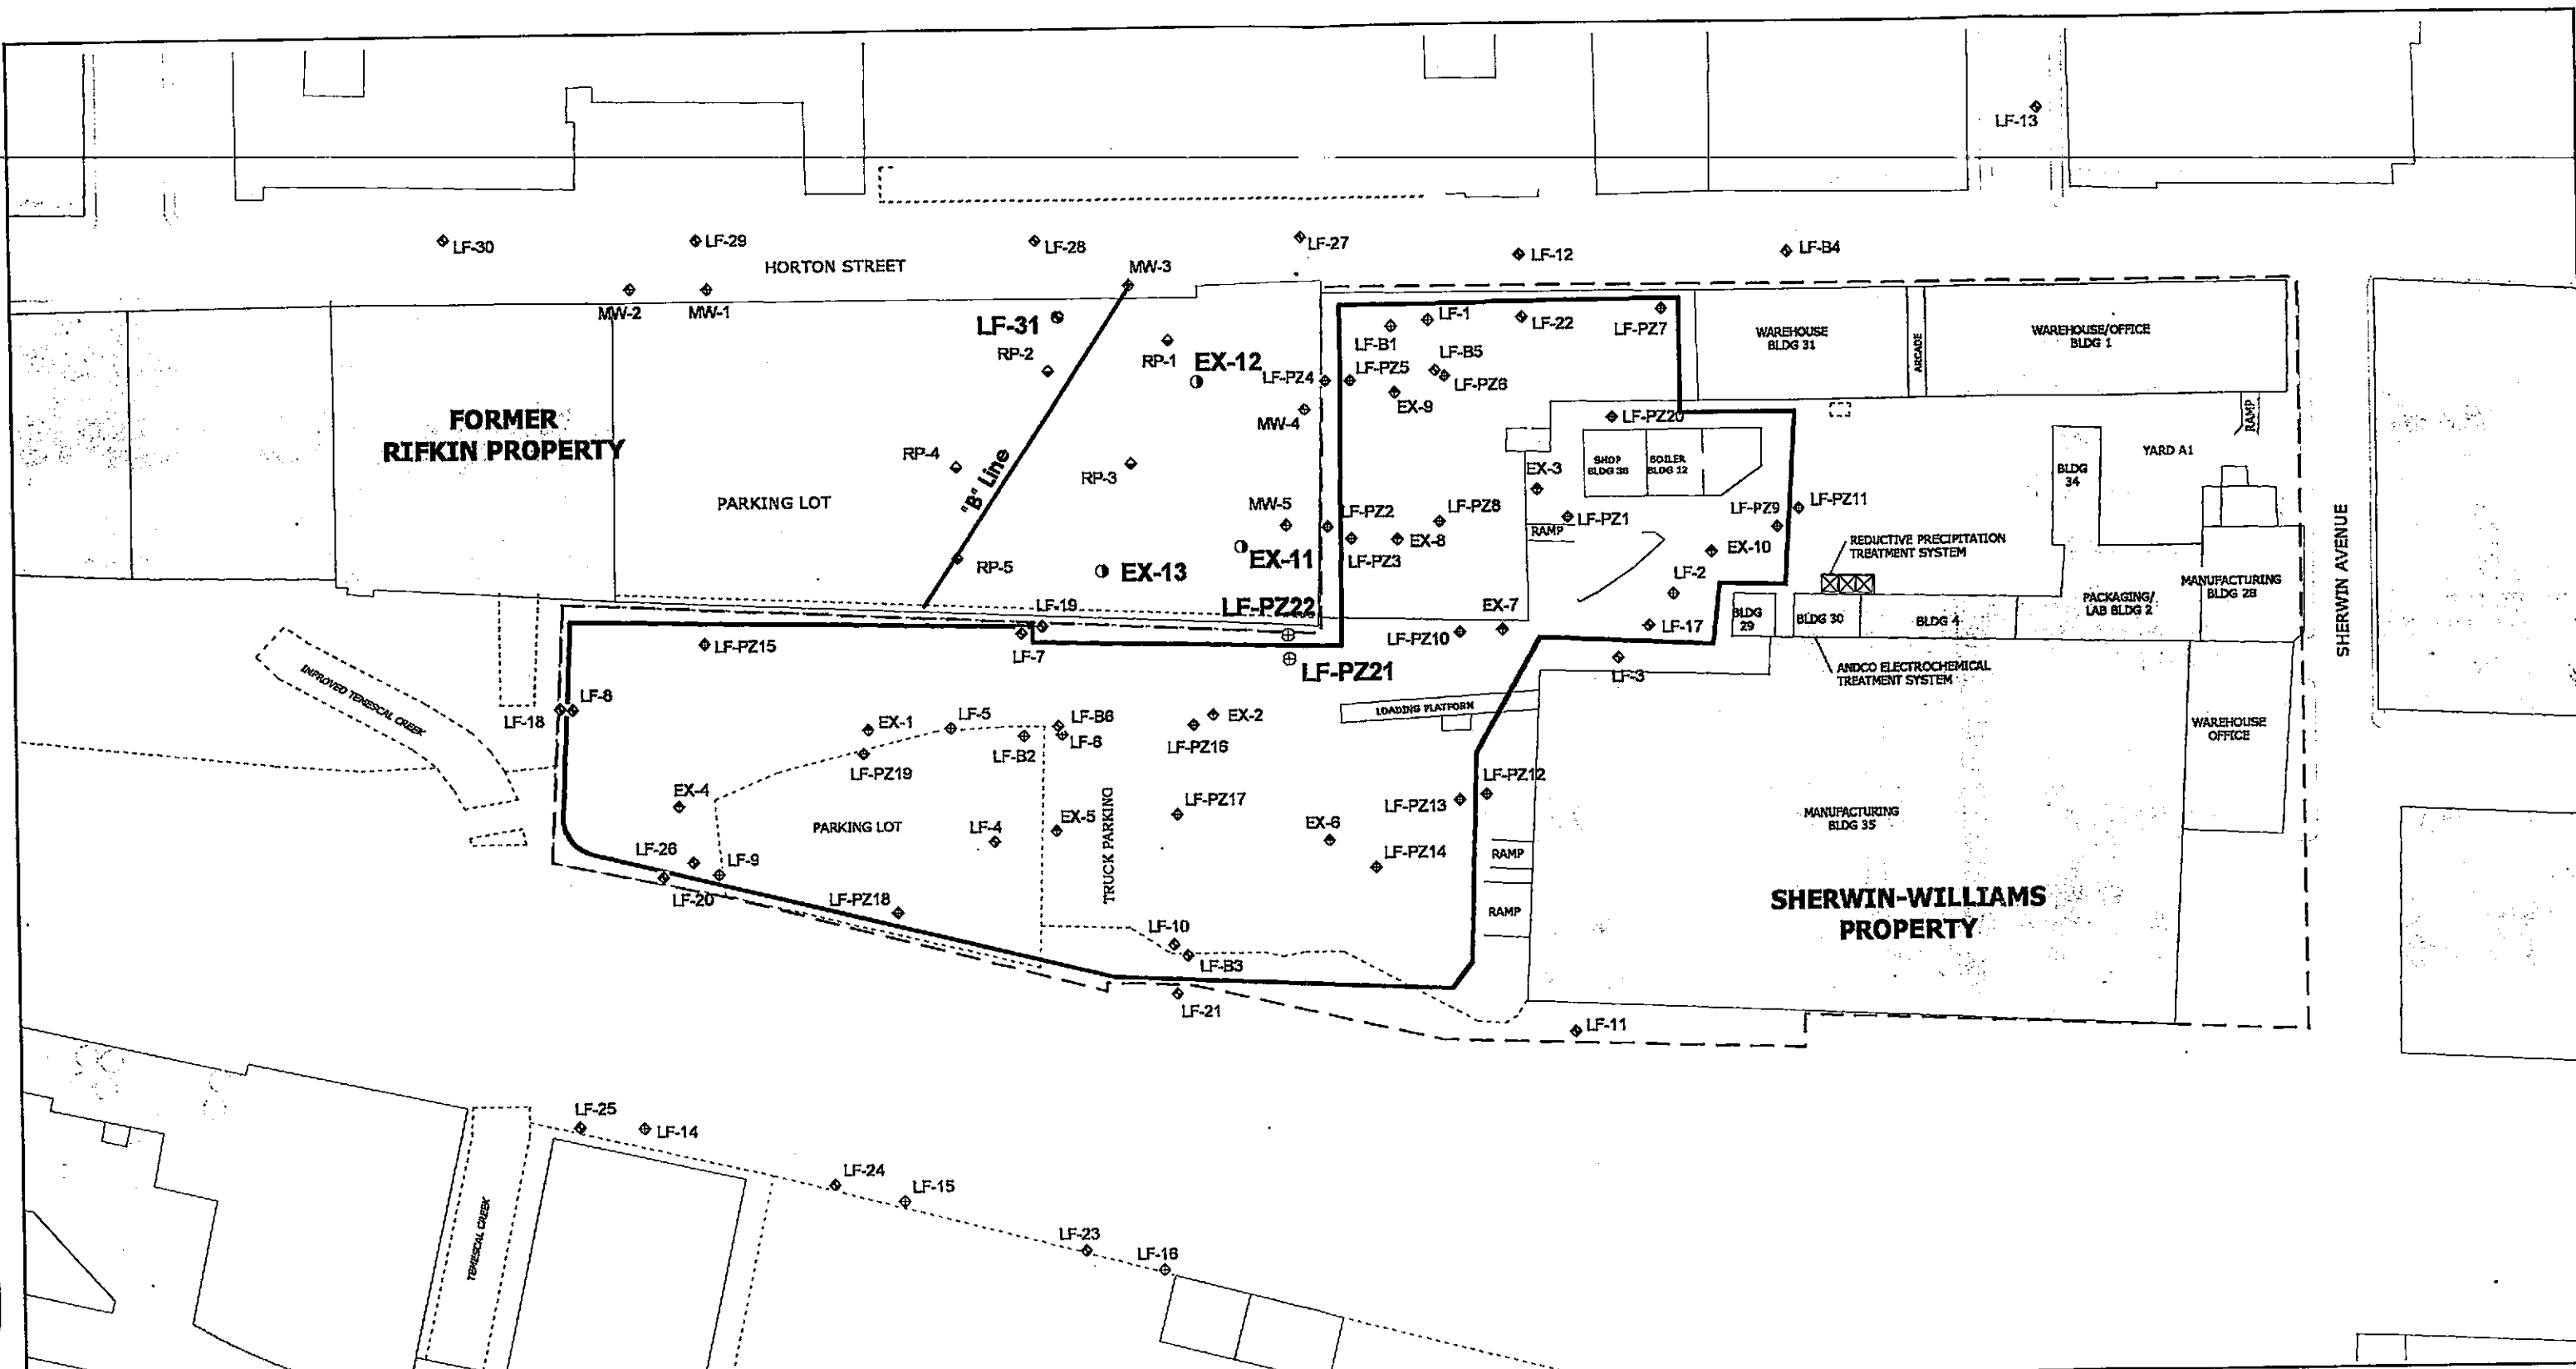 LF-13
LF-30
LF-29
LF-28
LF-27
LF-12
LF-B4
HORTON STREET
MW-3
MW-2
MW-1
LF-31
RP-2
RP-1
EX-12
LF-PZ4
LF-B1
LF-1
LF-22
LF-PZ7
WAREHOUSE
BLDG 31
ARCADE
WAREHOUSE/OFFICE
BLDG 1
LF-B5
LF-PZ5
LF-PZ6
EX-9
MW-4
LF-PZ20
RAMP
FORMER
RIFKIN PROPERTY
RP-4
"B" Line
RP-3
EX-3
SHOP
BLDG 36
BOILER
BLDG 12
BLDG
34
YARD A1
PARKING LOT
MW-5
LF-PZ2
LF-PZ8
LF-PZ1
LF-PZ9
LF-PZ11
RAMP
SHERWIN AVENUE
RP-5
EX-13
EX-11
LF-PZ3
EX-8
EX-10
REDUCTIVE PRECIPITATION
TREATMENT SYSTEM
LF-2
MANUFACTURING
BLDG 28
PACKAGING/
LAB BLDG 2
LF-19
LF-PZ22
EX-7
LF-PZ10
LF-17
BLDG
29
BLDG 30
BLDG 4
LF-PZ15
LF-7
LF-PZ21
LF-3
ANDCO ELECTROCHEMICAL
TREATMENT SYSTEM
IMPROVED TEMESCAL CREEK
LF-18
LF-8
EX-1
LF-5
LF-B6
LF-6
LF-B2
EX-2
LF-PZ16
LOADING PLATFORM
WAREHOUSE
OFFICE
LF-PZ19
EX-4
PARKING LOT
LF-4
EX-5
TRUCK PARKING
LF-PZ17
EX-6
LF-PZ13
LF-PZ12
MANUFACTURING
BLDG 35
LF-26
LF-9
LF-20
LF-PZ14
RAMP
LF-PZ18
RAMP
SHERWIN-WILLIAMS
PROPERTY
LF-10
LF-B3
LF-21
LF-11
LF-25
LF-14
LF-24
LF-15
TEMESCAL CREEK
LF-23
LF-16